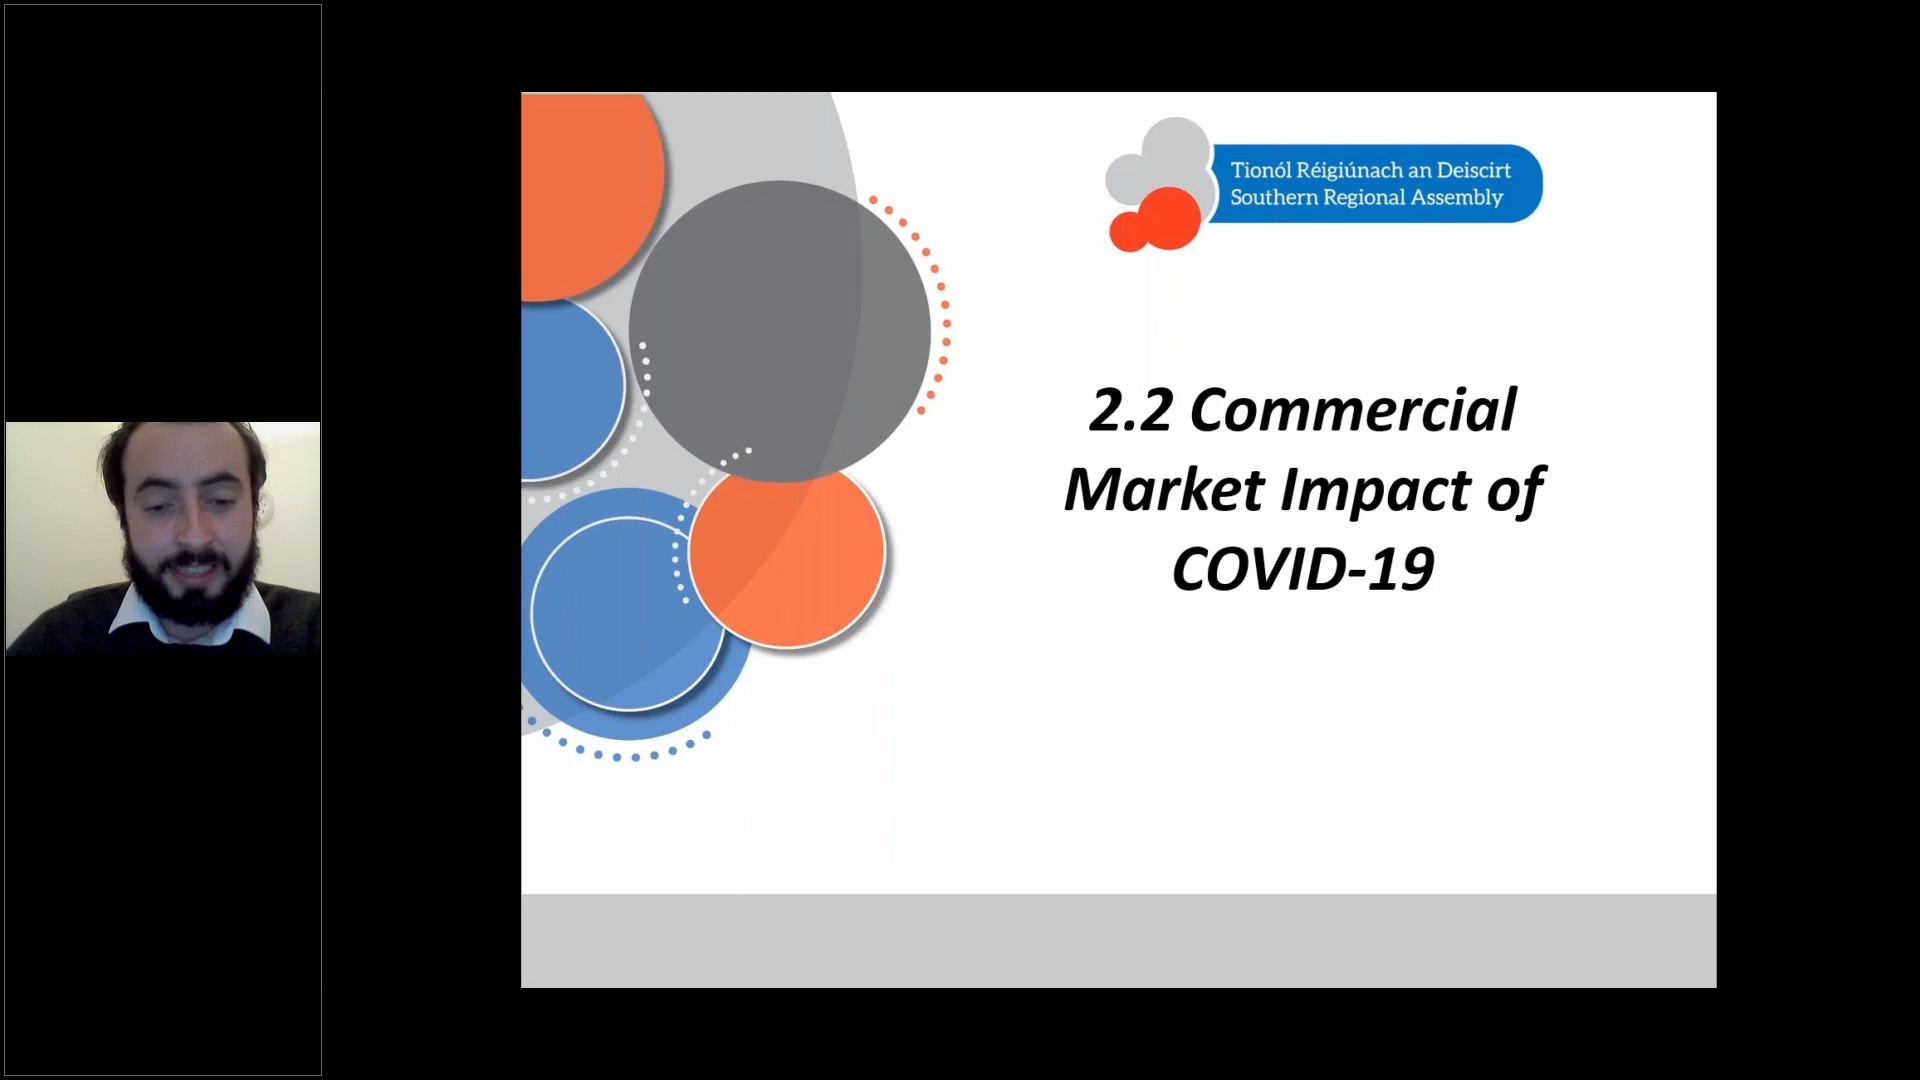 Tionól Réigiúnach an Deiscirt
Southern Regional Assembly
2.2 Commercial
Market Impact of
COVID-19